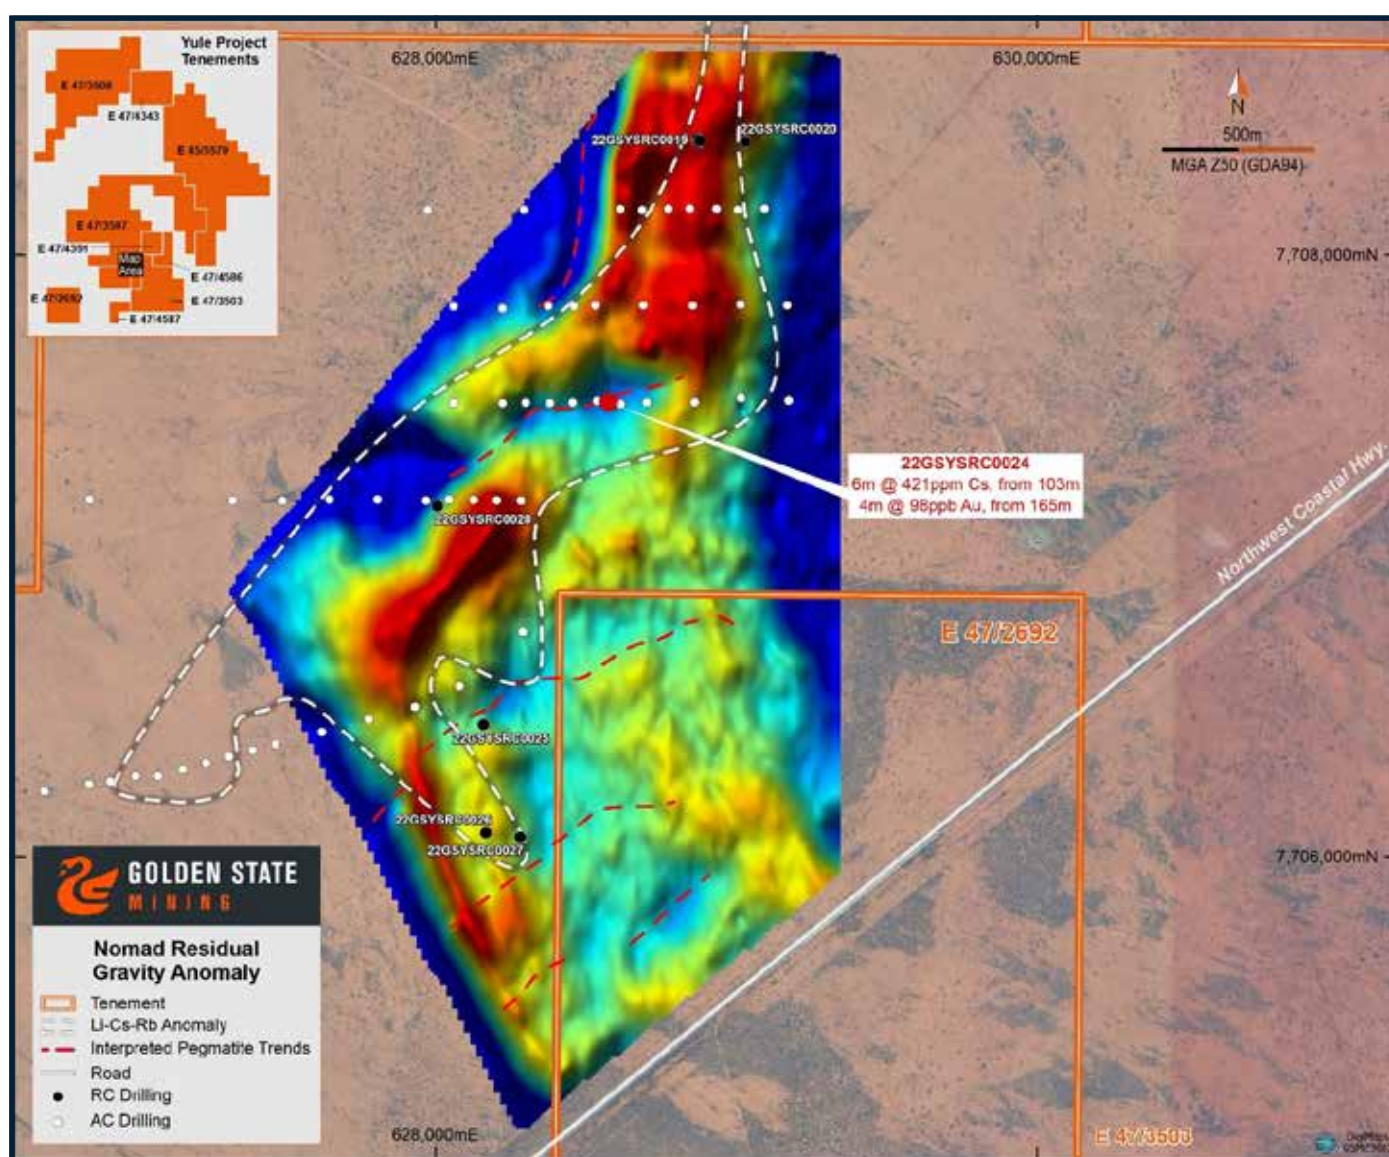 Yule Project
Tenements
E 47/3508
E 47/4343
E 45/5570
E 47/3507
E 47/4391
Map
Area
E 47/4586
E 47/2692
E 47/3503
E 47/4587
628,000mE
630,000mE
N
500m
MGA Z50 (GDA94)
22GSYSRC0019
22GSYSRC0020
7,708,000mN
22GSYSRC0024
6m @ 421ppm Cs, from 103m
4m @ 98ppb Au, from 165m
22GSYSRC0028
Northwest Coastal Hwy.
E 47/2692
22GSYSRC0025
22GSYSRC0026
22GSYSRC0027
7,706,000mN
GOLDEN STATE
MINING
Nomad Residual
Gravity Anomaly
Tenement
Li-Cs-Rb Anomaly
Interpreted Pegmatite Trends
Road
RC Drilling
AC Drilling
628,000mE
E 47/3503